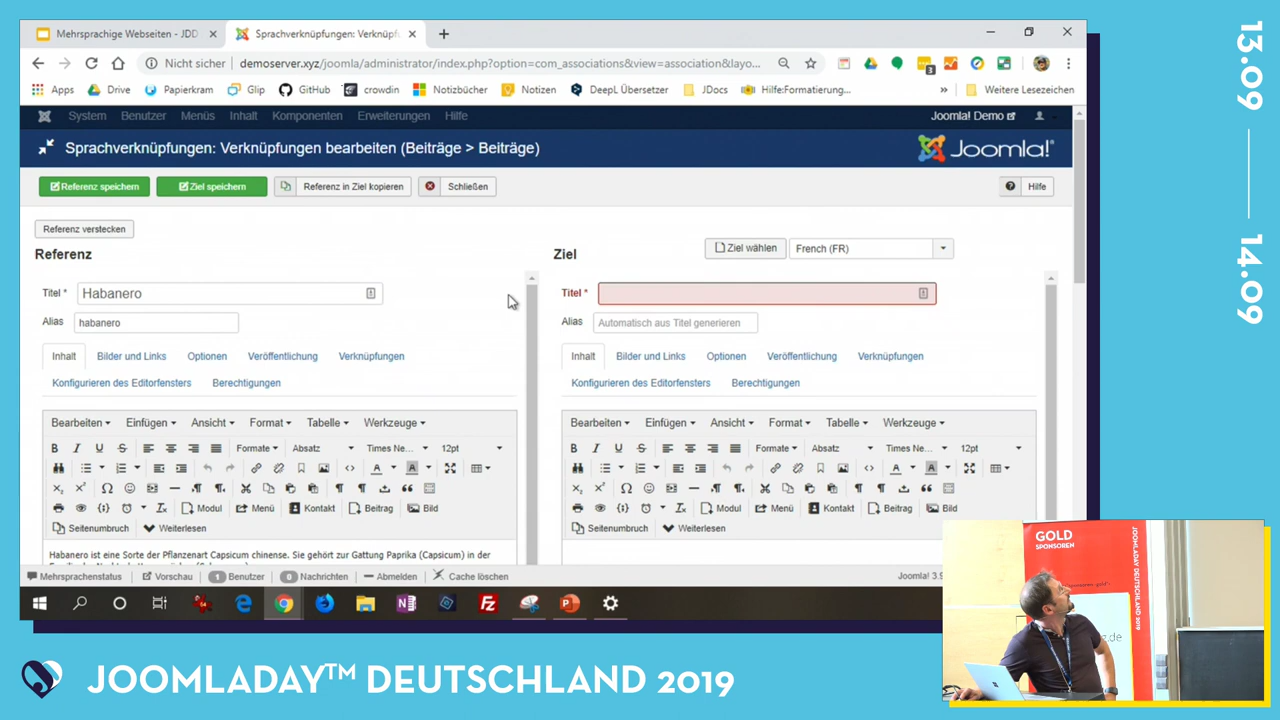 Mehrsprachige Webseiten - JDD
Sprachverknüpfungen: Verknüpf
Nicht sicher
demoserver.xyz/joomla/administrator/index.php?option=com_associations&view=association&layo...
Apps
Drive
Papierkram
Glip
GitHub
crowdin
Notizbücher
Notizen
DeepL Übersetzer
JDocs
Hilfe:Formatierung...
»
Weitere Lesezeichen
System Benutzer Menüs Inhalt Komponenten Erweiterungen Hilfe
Joomla! Demo
Sprachverknüpfungen: Verknüpfungen bearbeiten (Beiträge > Beiträge)
Joomla!
Referenz speichern
Ziel speichern
Referenz in Ziel kopieren
Schließen
Hilfe
Referenz verstecken
Referenz
Titel * Habanero
Alias habanero
Inhalt Bilder und Links Optionen Veröffentlichung Verknüpfungen
Konfigurieren des Editorfensters Berechtigungen
Bearbeiten Einfügen Ansicht Format Tabelle Werkzeuge
Formate Absatz Times Ne... 12pt
Modul Menü Kontakt Beitrag Bild
Seitenumbruch Weiterlesen
Habanero ist eine Sorte der Pflanzenart Capsicum chinense. Sie gehört zur Gattung Paprika (Capsicum) in der
Ziel
Ziel wählen
French (FR)
Titel *
Alias Automatisch aus Titel generieren
Inhalt Bilder und Links Optionen Veröffentlichung Verknüpfungen
Konfigurieren des Editorfensters Berechtigungen
Bearbeiten Einfügen Ansicht Format Tabelle Werkzeuge
Formate Absatz Times Ne... 12pt
Modul Menü Kontakt Beitrag Bild
Seitenumbruch Weiterlesen
Mehrsprachenstatus Vorschau 1 Benutzer 0 Nachrichten Abmelden Cache löschen
Joomla! 3.9
13.09
14.09
GOLD
SPONSOREN
JOOMLADAY DEUTSCHLAND 2019
JOOMLADAY™ DEUTSCHLAND 2019